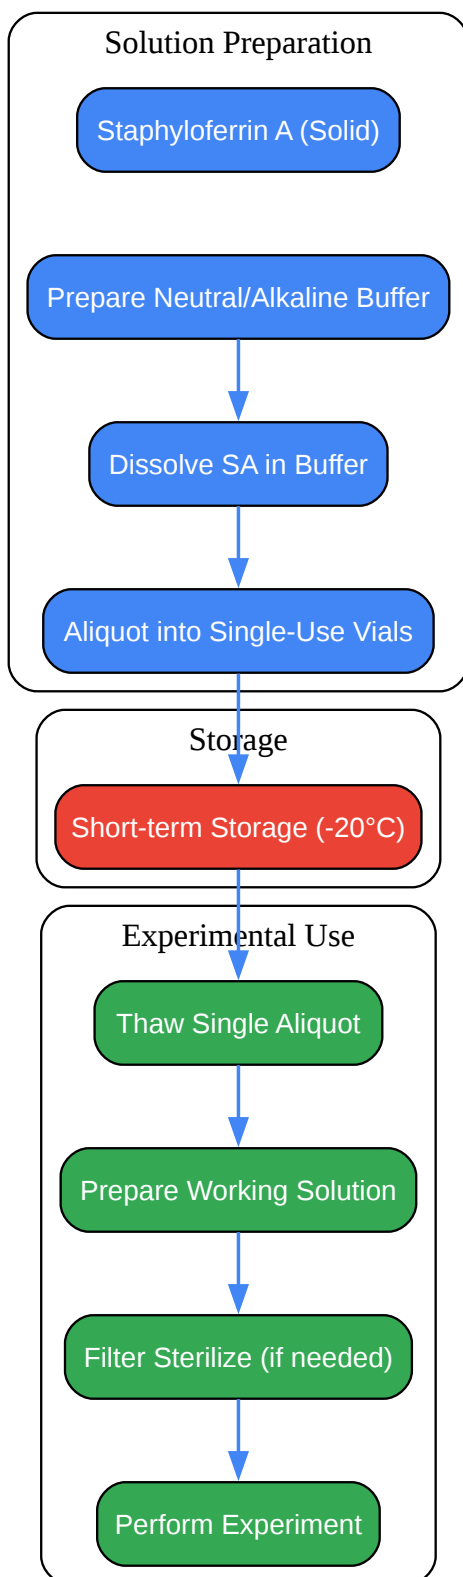 Solution Preparation
Staphyloferrin A (Solid)
Prepare Neutral/Alkaline Buffer
Dissolve SA in Buffer
Aliquot into Single-Use Vials
Storage
Short-term Storage (-20°C)
Experimental Use
Thaw Single Aliquot
Prepare Working Solution
Filter Sterilize (if needed)
Perform Experiment